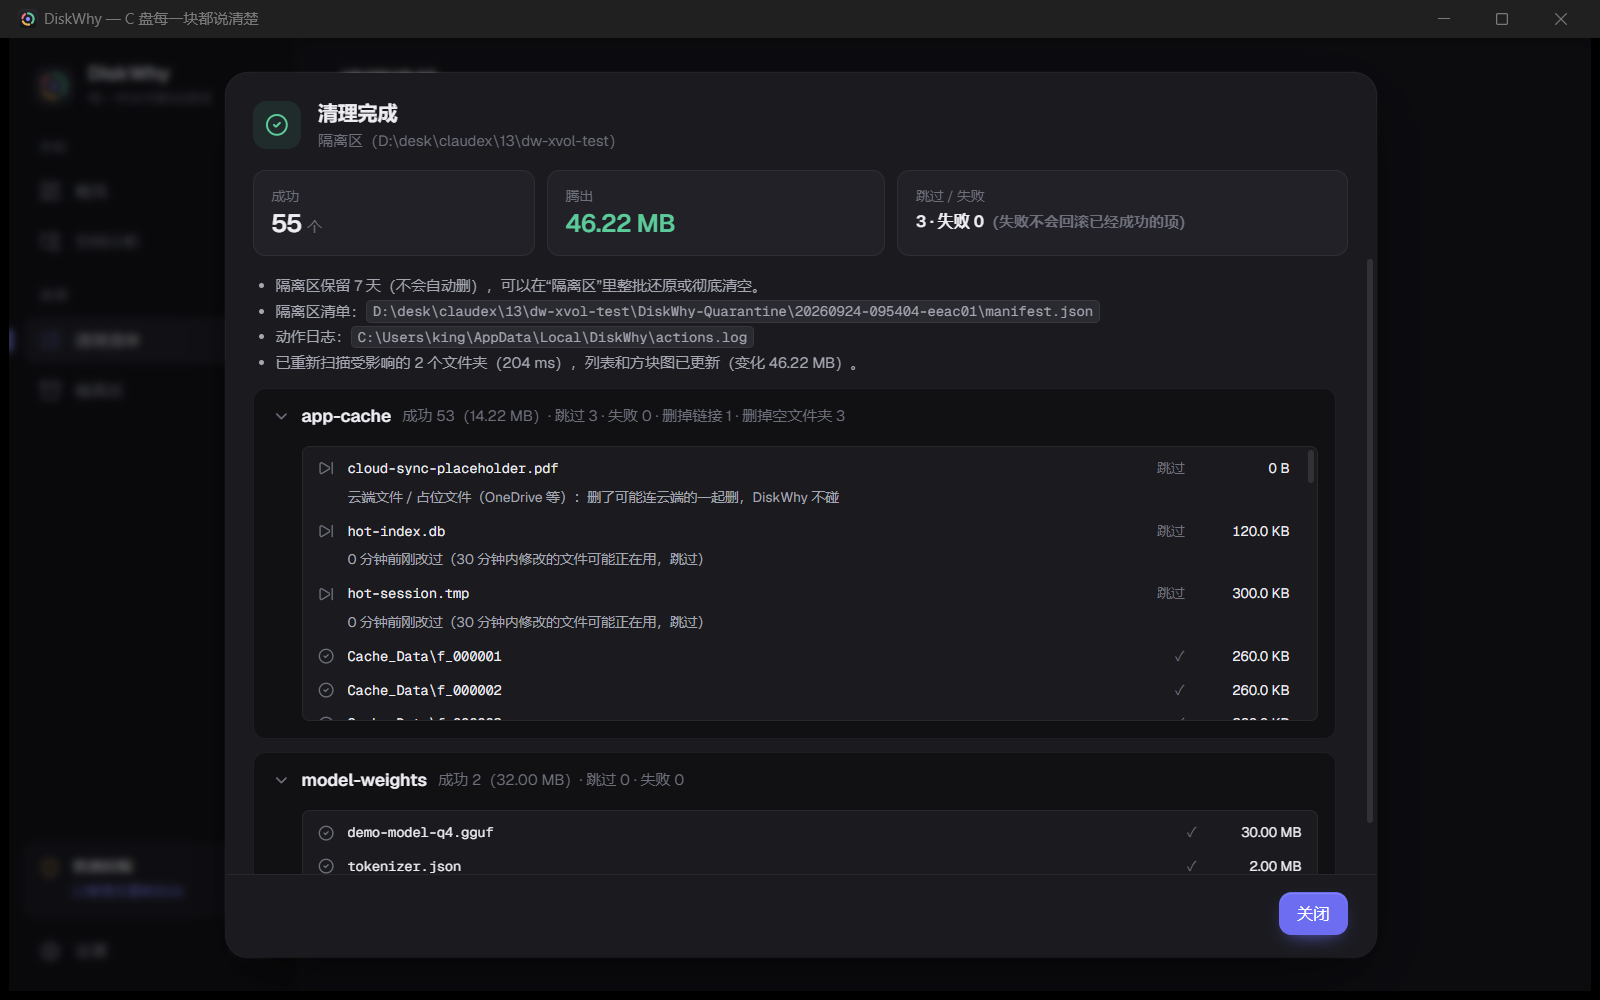 DiskWhy — C 盘每一块都说清楚
DiskWhy
清理完成
隔离区（D:\desk\claudex\13\dw-xvol-test）
成功
55 个
腾出
46.22 MB
跳过 / 失败
3 · 失败 0 （失败不会回滚已经成功的项）
• 隔离区保留 7 天（不会自动删），可以在“隔离区”里整批还原或彻底清空。
• 隔离区清单： D:\desk\claudex\13\dw-xvol-test\DiskWhy-Quarantine\20260924-095404-eeac01\manifest.json
• 动作日志： C:\Users\king\AppData\Local\DiskWhy\actions.log
• 已重新扫描受影响的 2 个文件夹（204 ms），列表和方块图已更新（变化 46.22 MB）。
app-cache 成功 53（14.22 MB）· 跳过 3 · 失败 0 · 删掉链接 1 · 删掉空文件夹 3
cloud-sync-placeholder.pdf 跳过 0 B
云端文件 / 占位文件（OneDrive 等）：删了可能连云端的一起删，DiskWhy 不碰
hot-index.db 跳过 120.0 KB
0 分钟前刚改过（30 分钟内修改的文件可能正在用，跳过）
hot-session.tmp 跳过 300.0 KB
0 分钟前刚改过（30 分钟内修改的文件可能正在用，跳过）
Cache_Data\f_000001 ✓ 260.0 KB
Cache_Data\f_000002 ✓ 260.0 KB
model-weights 成功 2（32.00 MB）· 跳过 0 · 失败 0
demo-model-q4.gguf ✓ 30.00 MB
tokenizer.json ✓ 2.00 MB
关闭